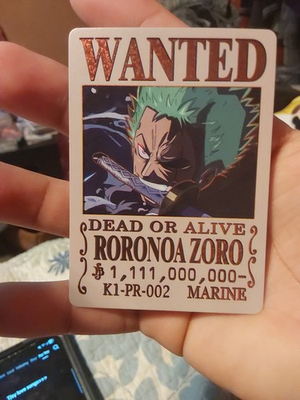 WANTED
DEAD OR ALIVE
RORONOA ZORO
฿ 1,111,000,000-
K1-PR-002 MARINE